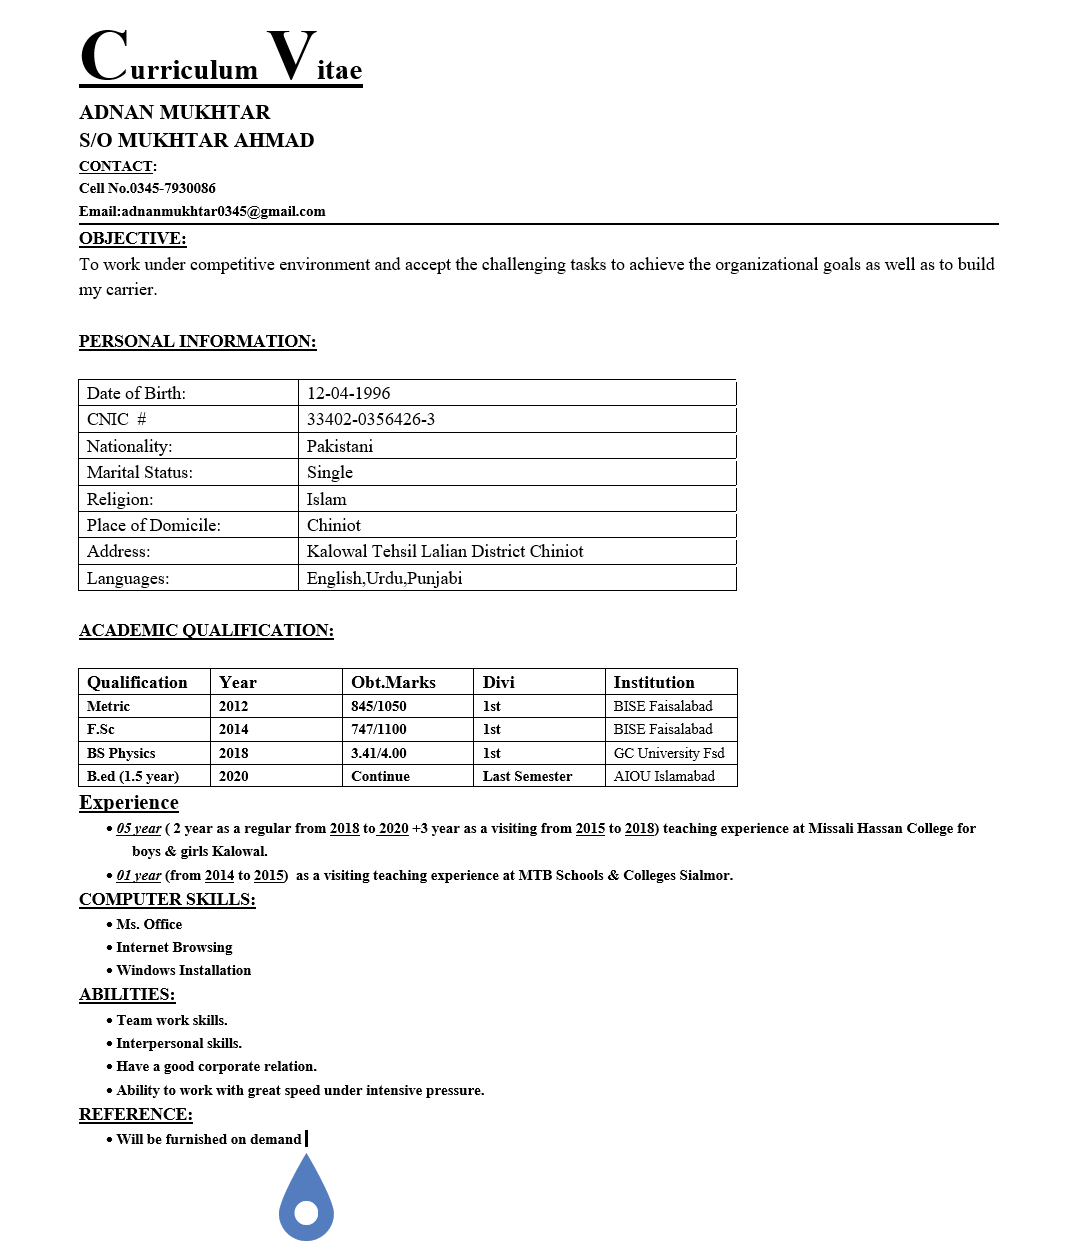 Curriculum Vitae
ADNAN MUKHTAR
S/O MUKHTAR AHMAD
CONTACT:
Cell No.0345-7930086
Email:adnanmukhtar0345@gmail.com
OBJECTIVE:
To work under competitive environment and accept the challenging tasks to achieve the organizational goals as well as to build
my carrier.
PERSONAL INFORMATION:
Date of Birth: 12-04-1996
CNIC # 33402-0356426-3
Nationality: Pakistani
Marital Status: Single
Religion: Islam
Place of Domicile: Chiniot
Address: Kalowal Tehsil Lalian District Chiniot
Languages: English,Urdu,Punjabi
ACADEMIC QUALIFICATION:
Qualification Year Obt.Marks Divi Institution
Metric 2012 845/1050 1st BISE Faisalabad
F.Sc 2014 747/1100 1st BISE Faisalabad
BS Physics 2018 3.41/4.00 1st GC University Fsd
B.ed (1.5 year) 2020 Continue Last Semester AIOU Islamabad
Experience
• 05 year ( 2 year as a regular from 2018 to 2020 +3 year as a visiting from 2015 to 2018) teaching experience at Missali Hassan College for
boys & girls Kalowal.
• 01 year (from 2014 to 2015) as a visiting teaching experience at MTB Schools & Colleges Sialmor.
COMPUTER SKILLS:
• Ms. Office
• Internet Browsing
• Windows Installation
ABILITIES:
• Team work skills.
• Interpersonal skills.
• Have a good corporate relation.
• Ability to work with great speed under intensive pressure.
REFERENCE:
• Will be furnished on demand